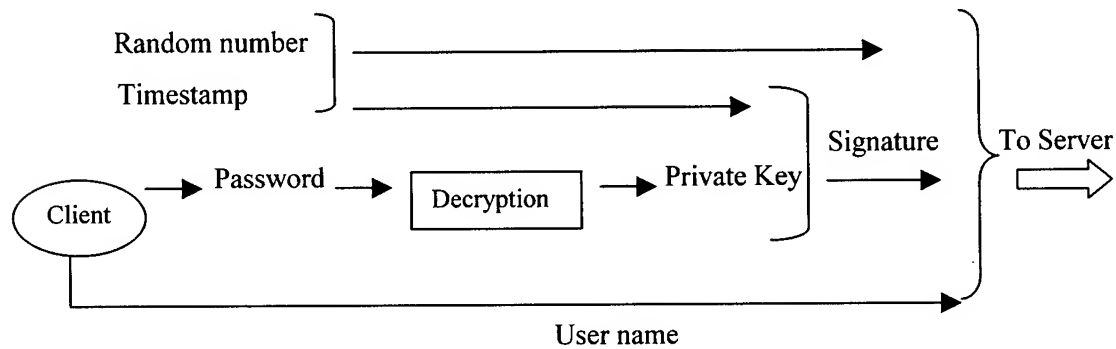 Random number
Timestamp
Signature
To Server
Password
Decryption
Private Key
Client
User name